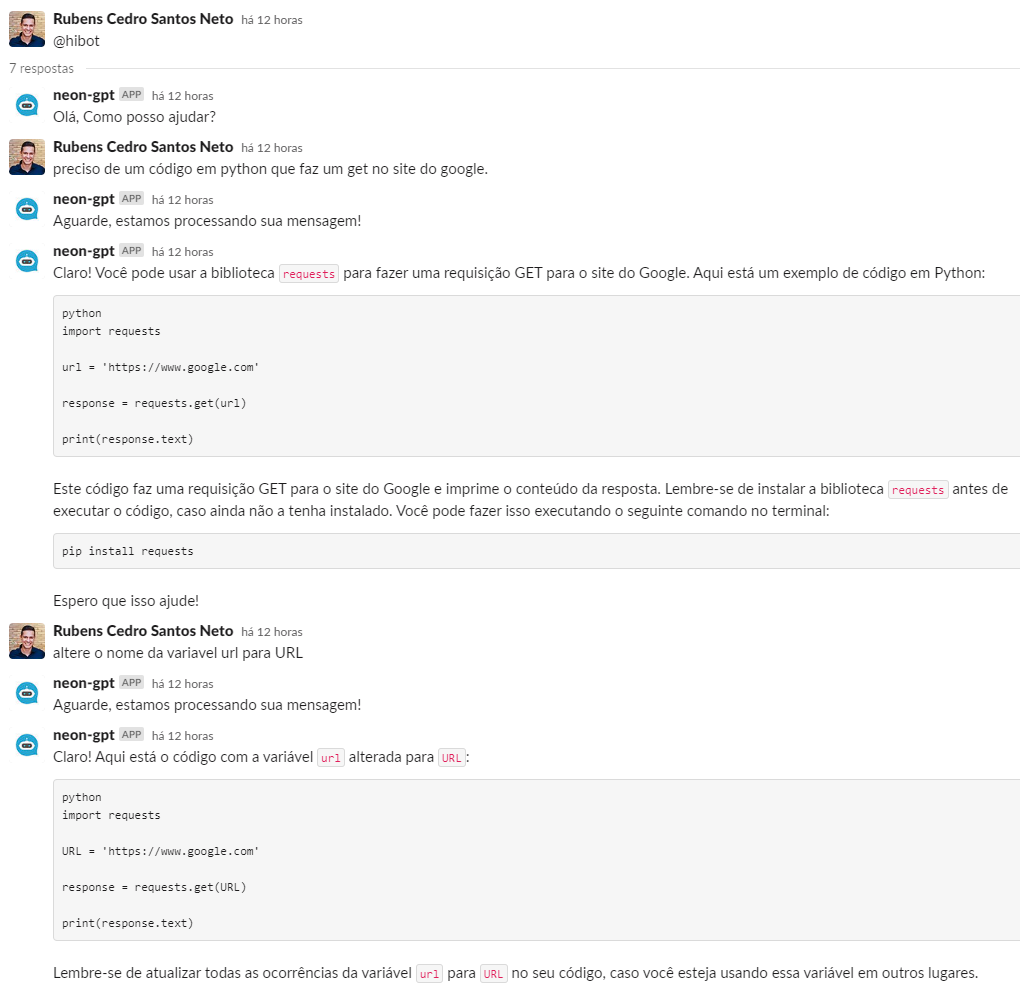 Rubens Cedro Santos Neto há 12 horas
@hibot
7 respostas
neon-gpt APP há 12 horas
Olá, Como posso ajudar?
Rubens Cedro Santos Neto há 12 horas
preciso de um código em python que faz um get no site do google.
neon-gpt APP há 12 horas
Aguarde, estamos processando sua mensagem!
neon-gpt APP há 12 horas
Claro! Você pode usar a biblioteca requests para fazer uma requisição GET para o site do Google. Aqui está um exemplo de código em Python:
python
import requests
url = 'https://www.google.com'
response = requests.get(url)
print(response.text)
Este código faz uma requisição GET para o site do Google e imprime o conteúdo da resposta. Lembre-se de instalar a biblioteca requests antes de
executar o código, caso ainda não a tenha instalado. Você pode fazer isso executando o seguinte comando no terminal:
pip install requests
Espero que isso ajude!
Rubens Cedro Santos Neto há 12 horas
altere o nome da variavel url para URL
neon-gpt APP há 12 horas
Aguarde, estamos processando sua mensagem!
neon-gpt APP há 12 horas
Claro! Aqui está o código com a variável url alterada para URL:
python
import requests
URL = 'https://www.google.com'
response = requests.get(URL)
print(response.text)
Lembre-se de atualizar todas as ocorrências da variável url para URL no seu código, caso você esteja usando essa variável em outros lugares.